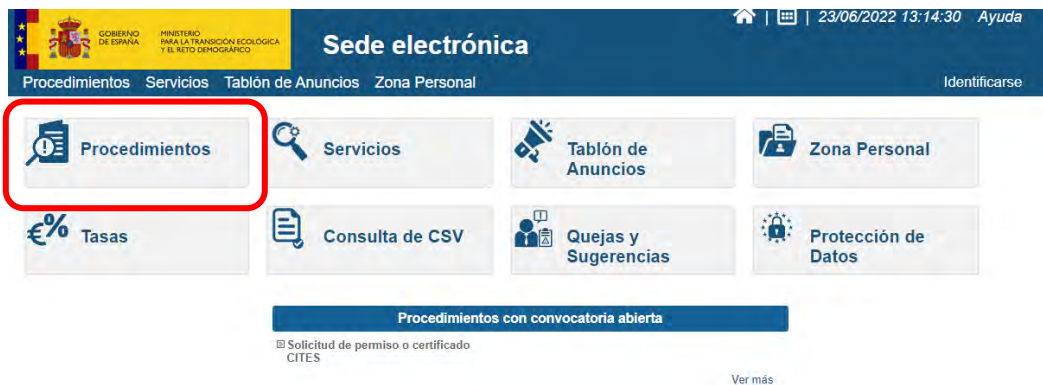 GOBIERNO
DE ESPAÑA
MINISTERIO
PARA LA TRANSICIÓN ECOLÓGICA
Y EL RETO DEMOGRÁFICO
Sede electrónica
| | 23/06/2022 13:14:30 Ayuda
Procedimientos Servicios Tablón de Anuncios Zona Personal Identificarse
Procedimientos
Servicios
Tablón de
Anuncios
Zona Personal
€% Tasas
Consulta de CSV
Quejas y
Sugerencias
Protección de
Datos
Procedimientos con convocatoria abierta
Solicitud de permiso o certificado
CITES
Ver más